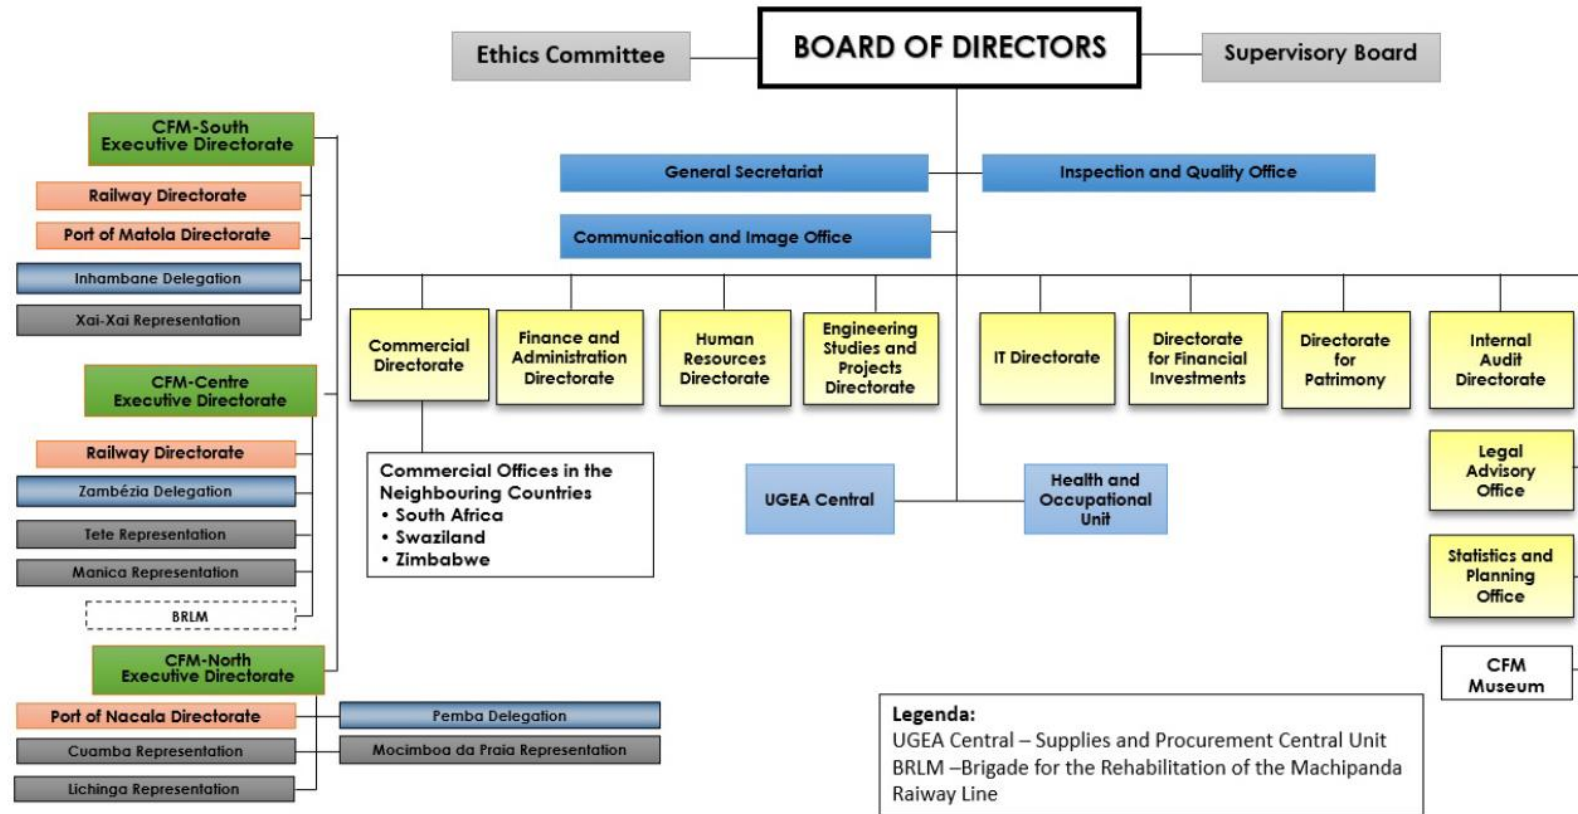 BOARD OF DIRECTORS
Ethics Committee
Supervisory Board
General Secretariat
Inspection and Quality Office
Communication and Image Office
CFM-South
Executive Directorate
Railway Directorate
Port of Matola Directorate
Inhambane Delegation
Xai-Xai Representation
CFM-Centre
Executive Directorate
Railway Directorate
Zambézia Delegation
Tete Representation
Manica Representation
BRLM
CFM-North
Executive Directorate
Port of Nacala Directorate
Pemba Delegation
Cuamba Representation
Mocimboa da Praia Representation
Lichinga Representation
Commercial
Directorate
Finance and
Administration
Directorate
Human
Resources
Directorate
Engineering
Studies and
Projects
Directorate
IT Directorate
Directorate
for Financial
Investments
Directorate
for
Patrimony
Internal
Audit
Directorate
Commercial Offices in the
Neighbouring Countries
• South Africa
• Swaziland
• Zimbabwe
UGEA Central
Health and
Occupational
Unit
Legal
Advisory
Office
Statistics and
Planning
Office
CFM
Museum
Legenda:
UGEA Central – Supplies and Procurement Central Unit
BRLM –Brigade for the Rehabilitation of the Machipanda
Raiway Line